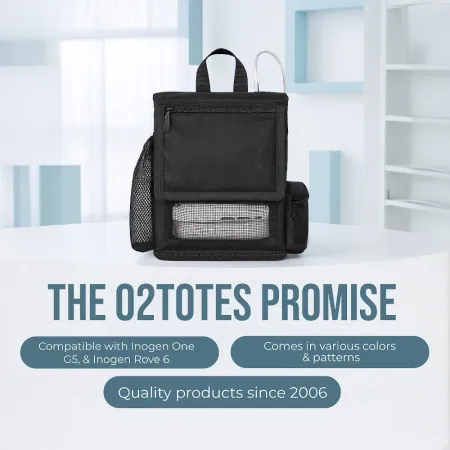 THE O2TOTES PROMISE
Compatible with Inogen One
G5, & Inogen Rove 6
Comes in various colors
& patterns
Quality products since 2006